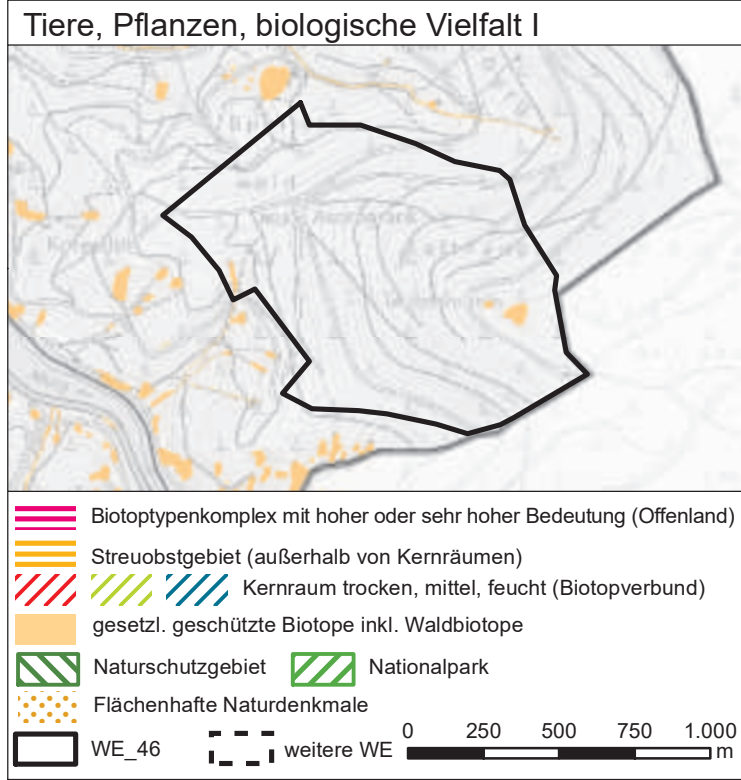 Tiere, Pflanzen, biologische Vielfalt I
Biotoptypenkomplex mit hoher oder sehr hoher Bedeutung (Offenland)
Streuobstgebiet (außerhalb von Kernräumen)
Kernraum trocken, mittel, feucht (Biotopverbund)
gesetzl. geschützte Biotope inkl. Waldbiotope
Naturschutzgebiet Nationalpark
Flächenhafte Naturdenkmale
WE_46 weitere WE
0 250 500 750 1.000
m